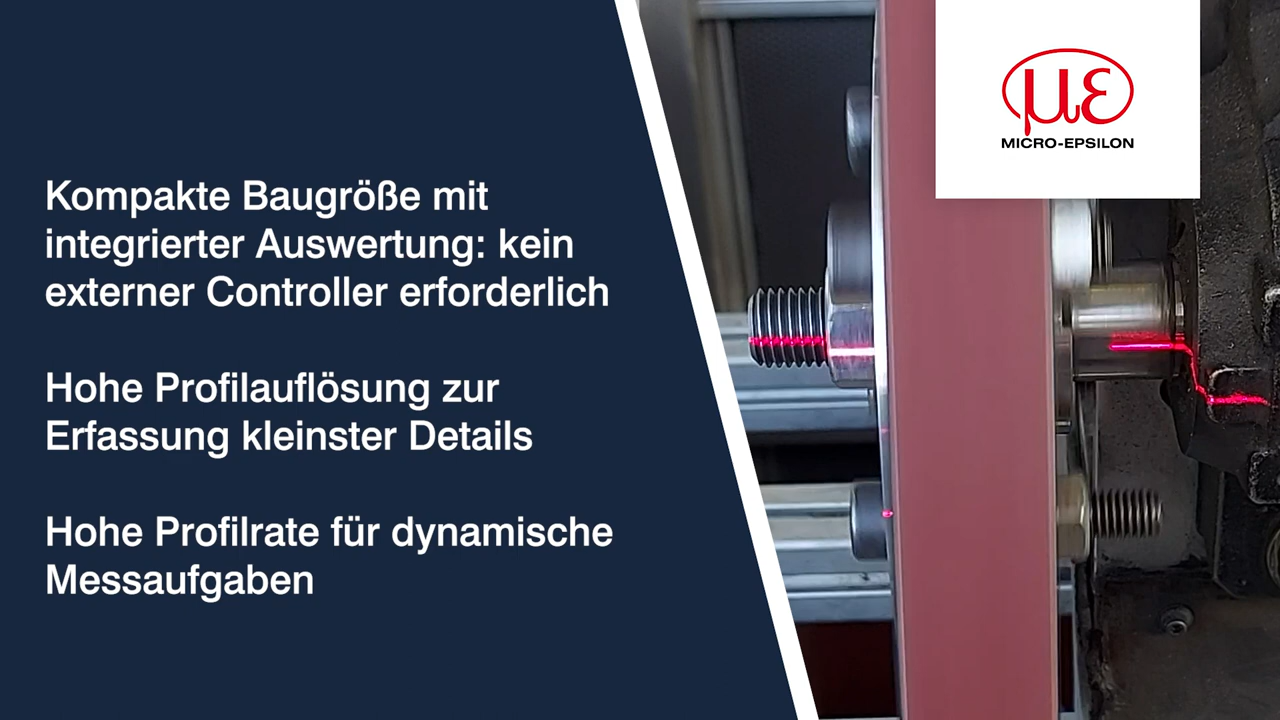 Kompakte Baugröße mit
integrierter Auswertung: kein
externer Controller erforderlich
Hohe Profilauflösung zur
Erfassung kleinster Details
Hohe Profilrate für dynamische
Messaufgaben
με
MICRO-EPSILON